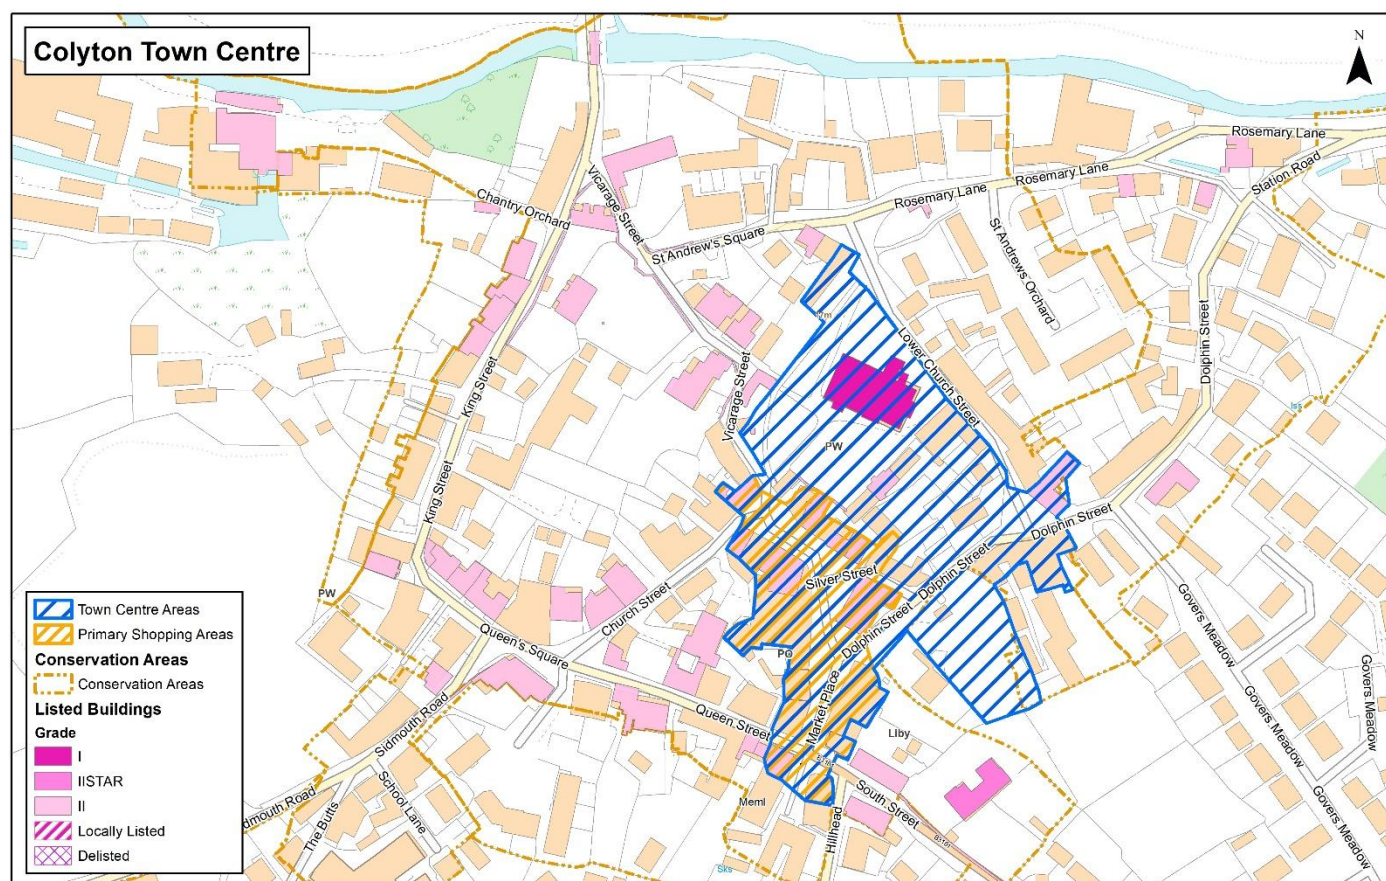 Colyton Town Centre
N
Rosemary Lane
Station Road
Rosemary Lane
Rosemary Lane
Vicarage Street
Chantry Orchard
St Andrew's Square
St Andrews Orchard
Dolphin Street
Lower Church Street
King Street
Vicarage Street
PW
King Street
Iss
Dolphin Street
Silver Street
Dolphin Street
PW
Church Street
Queen's Square
Dolphin Street
PO
Govers Meadow
Market Place
Queen Street
Liby
Sidmouth Road
Govers Meadow
Govers Meadow
School Lane
The Butts
dmouth Road
Meml
South Street
Hillhead
Govers Meadow
Sks
Town Centre Areas
Primary Shopping Areas
Conservation Areas
Conservation Areas
Listed Buildings
Grade
I
IISTAR
II
Locally Listed
Delisted